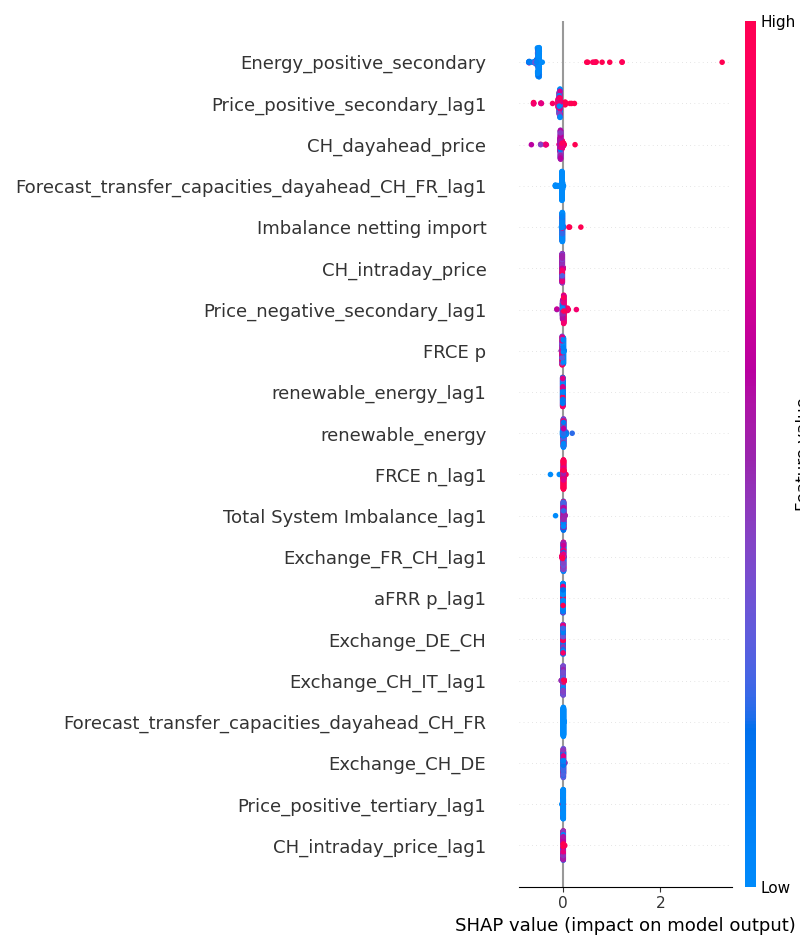 High
Energy_positive_secondary
Price_positive_secondary_lag1
CH_dayahead_price
Forecast_transfer_capacities_dayahead_CH_FR_lag1
Imbalance netting import
CH_intraday_price
Price_negative_secondary_lag1
FRCE p
renewable_energy_lag1
renewable_energy
FRCE n_lag1
Total System Imbalance_lag1
Exchange_FR_CH_lag1
aFRR p_lag1
Exchange_DE_CH
Exchange_CH_IT_lag1
Forecast_transfer_capacities_dayahead_CH_FR
Exchange_CH_DE
Price_positive_tertiary_lag1
CH_intraday_price_lag1
Low
0 2
SHAP value (impact on model output)